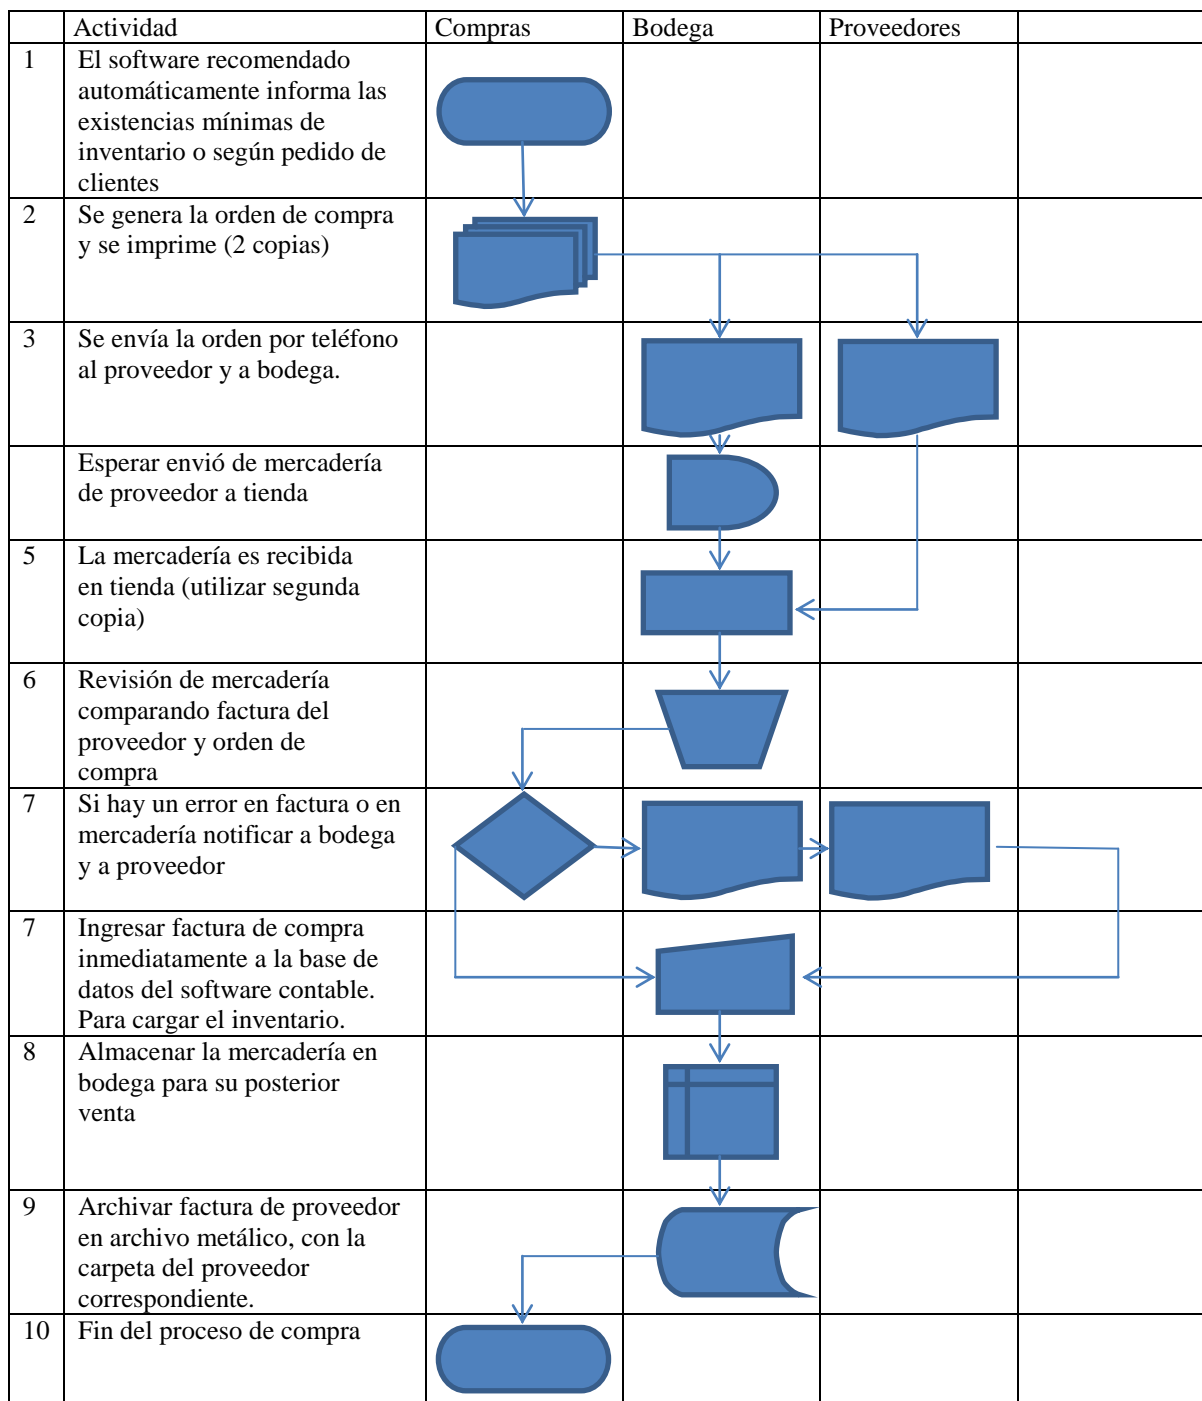 Actividad Compras Bodega Proveedores
1 El software recomendado
automáticamente informa las
existencias mínimas de
inventario o según pedido de
clientes
2 Se genera la orden de compra
y se imprime (2 copias)
3 Se envía la orden por teléfono
al proveedor y a bodega.
Esperar envió de mercadería
de proveedor a tienda
5 La mercadería es recibida
en tienda (utilizar segunda
copia)
6 Revisión de mercadería
comparando factura del
proveedor y orden de
compra
7 Si hay un error en factura o en
mercadería notificar a bodega
y a proveedor
7 Ingresar factura de compra
inmediatamente a la base de
datos del software contable.
Para cargar el inventario.
8 Almacenar la mercadería en
bodega para su posterior
venta
9 Archivar factura de proveedor
en archivo metálico, con la
carpeta del proveedor
correspondiente.
10 Fin del proceso de compra